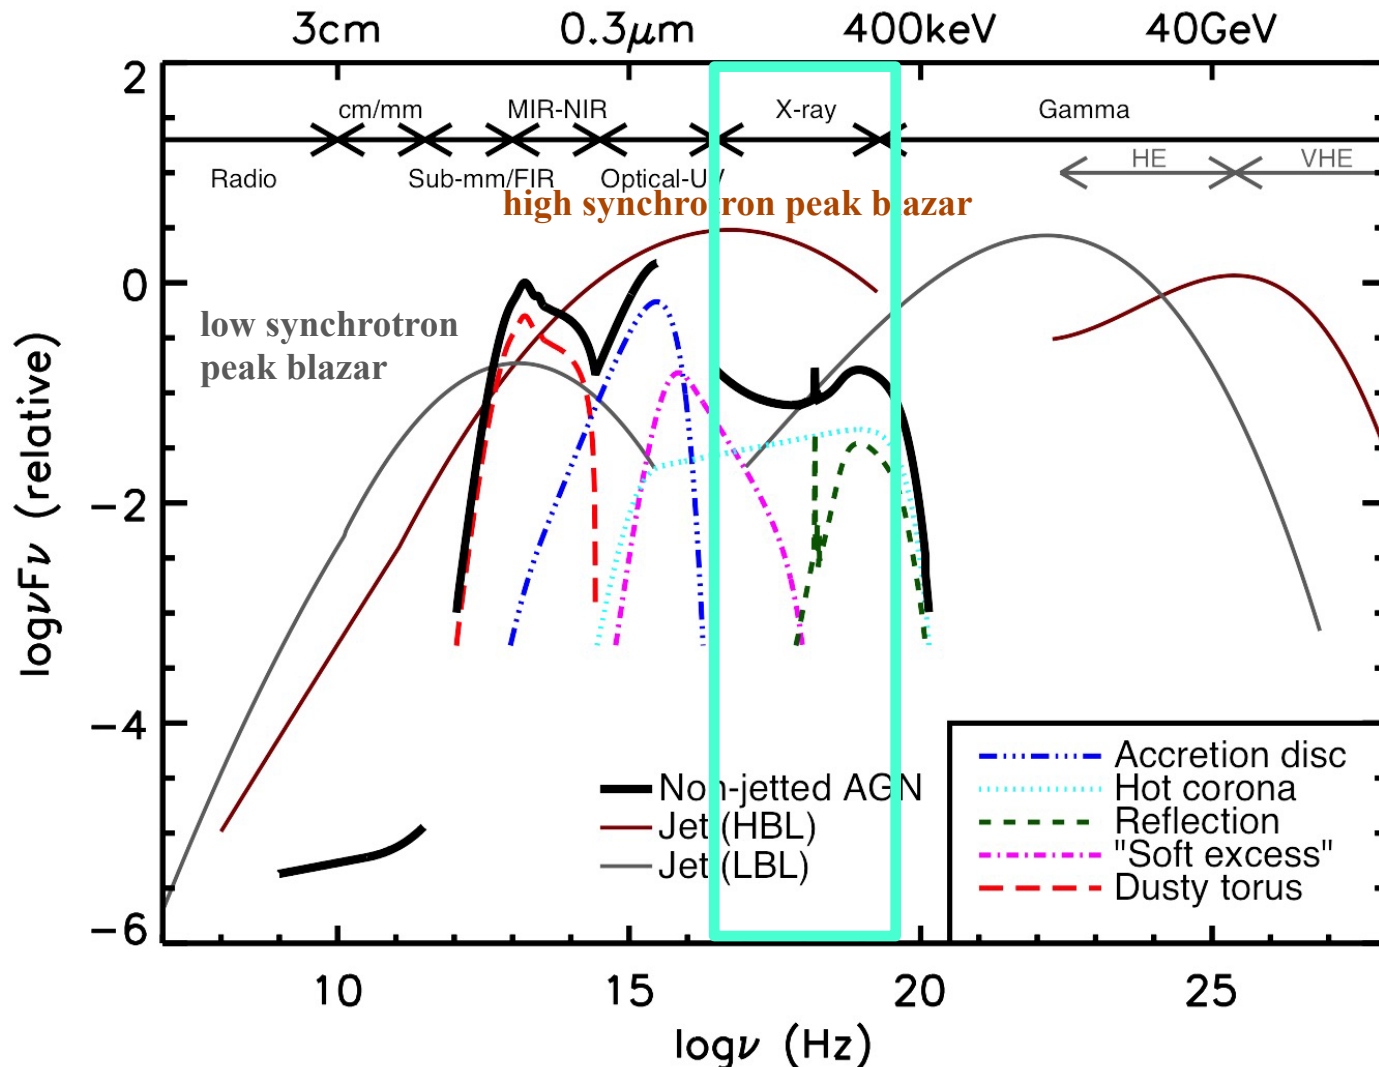 3cm 0.3μm 400keV 40GeV
cm/mm MIR-NIR X-ray Gamma
HE VHE
Radio Sub-mm/FIR Optical-UV
high synchrotron peak blazar
low synchrotron
peak blazar
logνFν (relative)
2
0
−2
−4
−6
Non-jetted AGN
Jet (HBL)
Jet (LBL)
Accretion disc
Hot corona
Reflection
"Soft excess"
Dusty torus
10 15 20 25
logν (Hz)